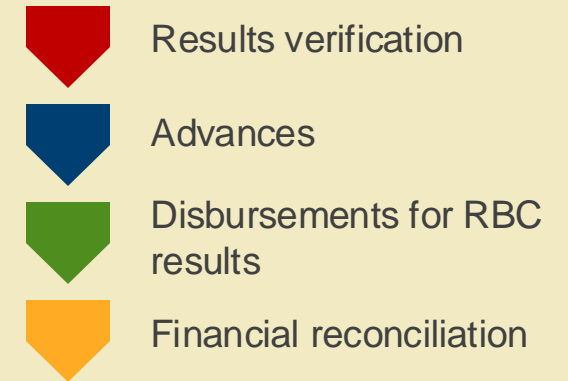 Results verification
Advances
Disbursements for RBC
results
Financial reconciliation